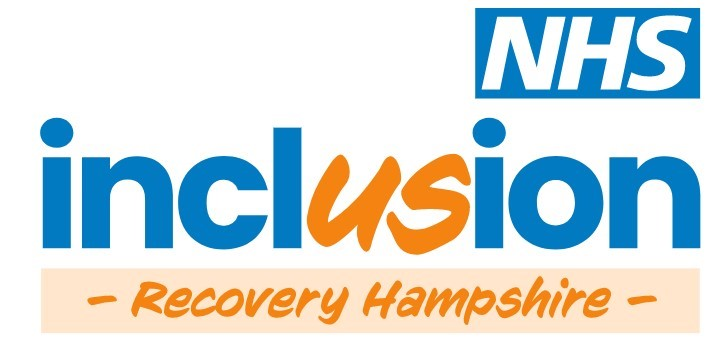 NHS
inclusion
– Recovery Hampshire –